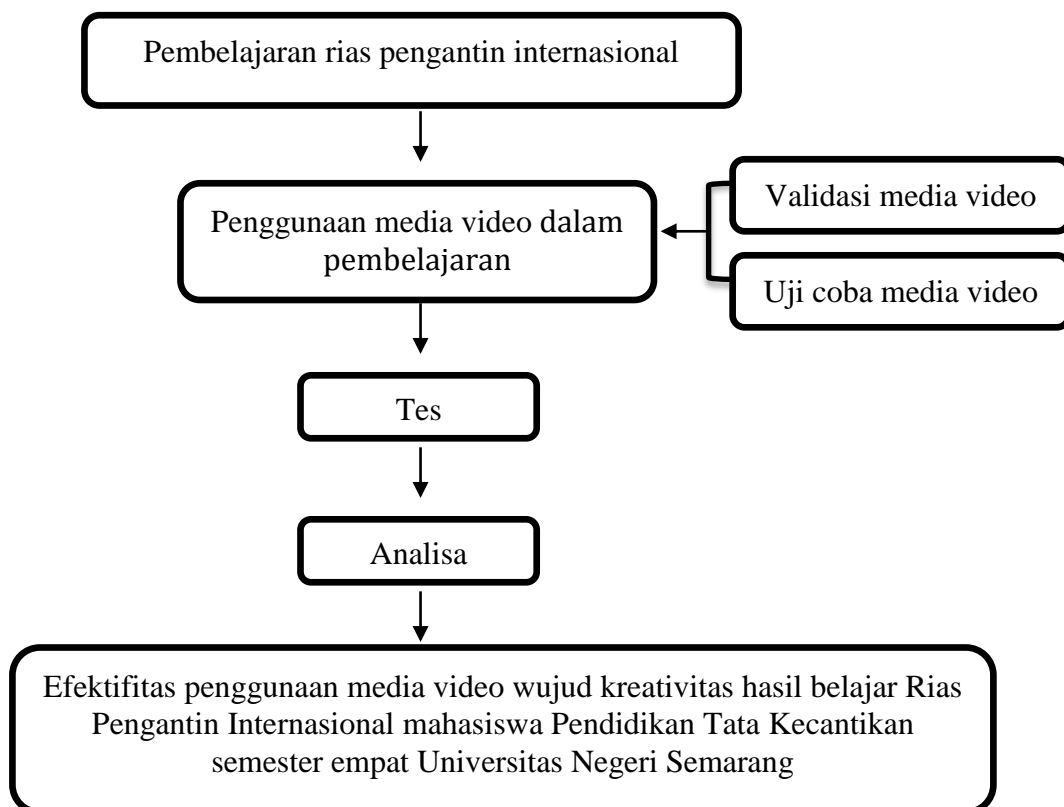 Pembelajaran rias pengantin internasional
Penggunaan media video dalam
pembelajaran
Validasi media video
Uji coba media video
Tes
Analisa
Efektifitas penggunaan media video wujud kreativitas hasil belajar Rias
Pengantin Internasional mahasiswa Pendidikan Tata Kecantikan
semester empat Universitas Negeri Semarang